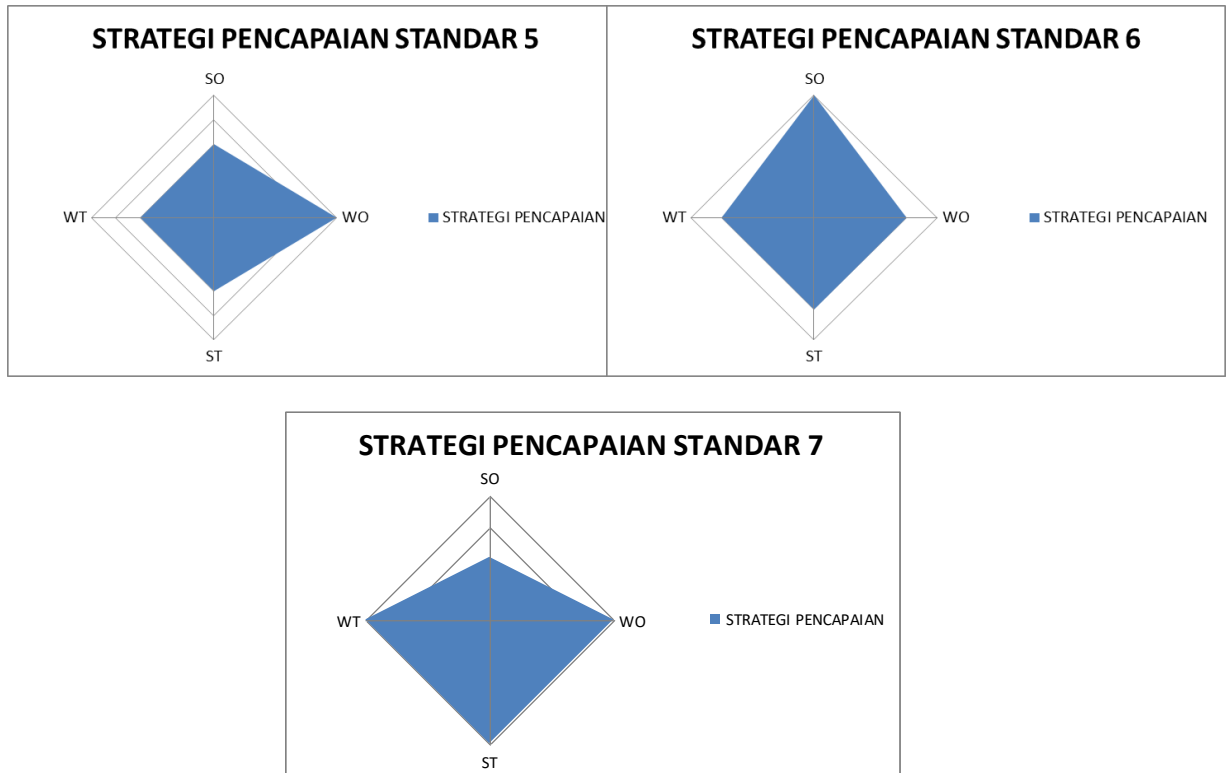 STRATEGI PENCAPAIAN STANDAR 5
SO
WT
WO
STRATEGI PENCAPAIAN
ST
STRATEGI PENCAPAIAN STANDAR 6
SO
WT
WO
STRATEGI PENCAPAIAN
ST
STRATEGI PENCAPAIAN STANDAR 7
SO
WT
WO
STRATEGI PENCAPAIAN
ST